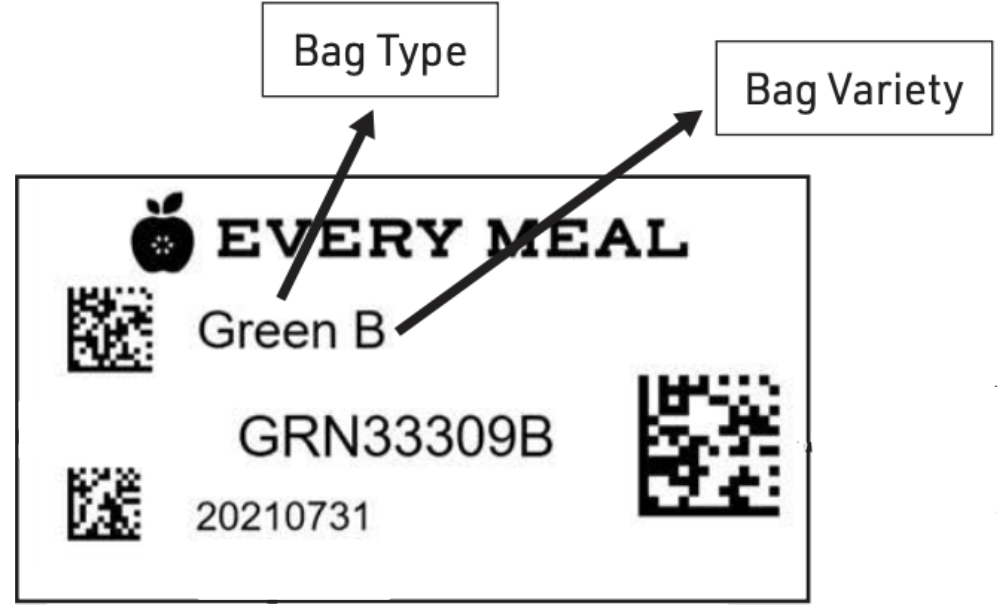 Bag Type
Bag Variety
EVERY MEAL
Green B
GRN33309B
20210731